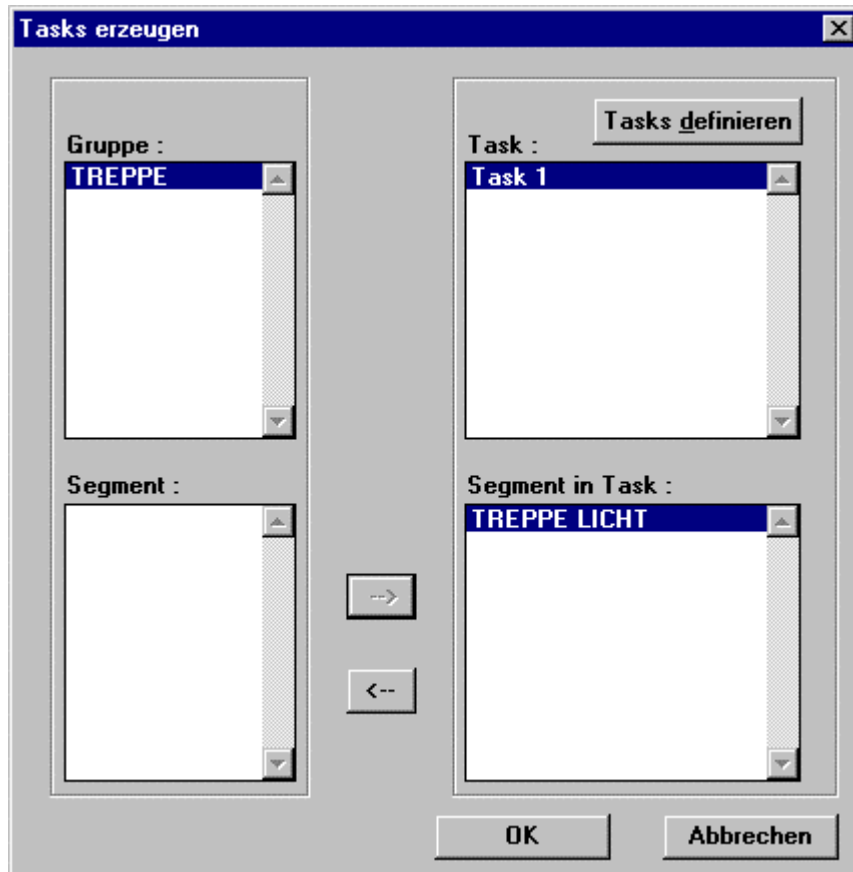 Tasks erzeugen
Gruppe :
TREPPE
Segment :
-->
<--
Tasks definieren
Task :
Task 1
Segment in Task :
TREPPE LICHT
OK
Abbrechen